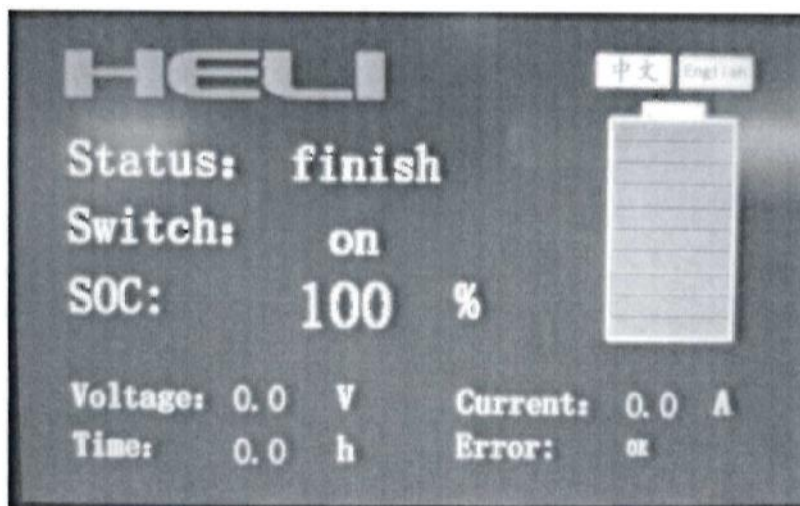 HELI
中文 English
Status: finish
Switch: on
SOC: 100 %
Voltage: 0.0 V Current: 0.0 A
Time: 0.0 h Error: OK